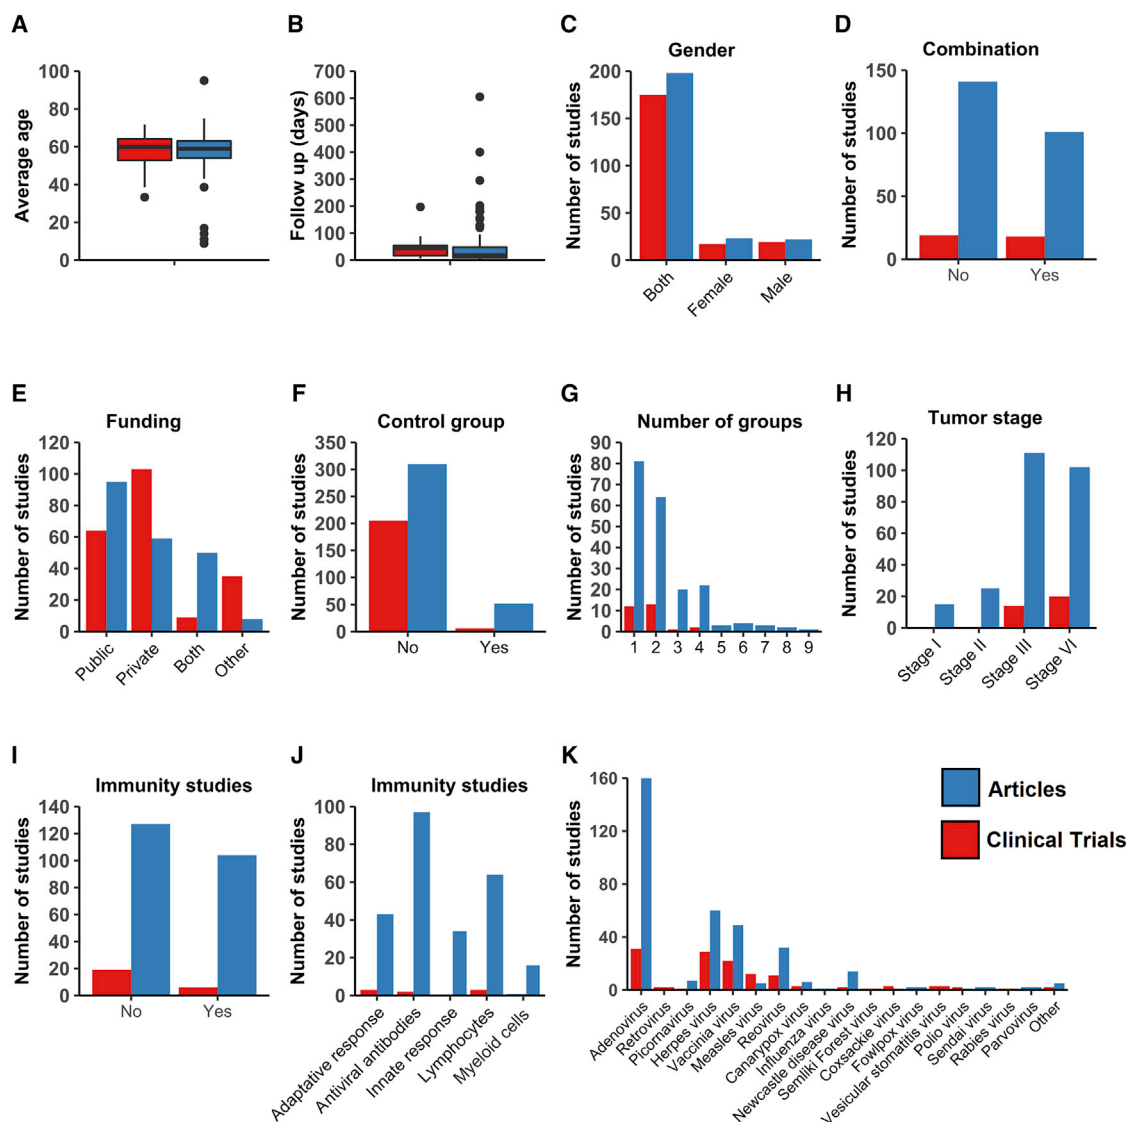 A
Average age
100
80
60
40
20
0
B
Follow up (days)
700
600
500
400
300
200
100
0
C
Gender
Number of studies
200
150
100
50
0
Both
Female
Male
D
Combination
Number of studies
150
100
50
0
No
Yes
E
Funding
Number of studies
120
100
80
60
40
20
0
Public
Private
Both
Other
F
Control group
Number of studies
350
300
250
200
150
100
50
0
No
Yes
G
Number of groups
Number of studies
90
80
70
60
50
40
30
20
10
0
1 2 3 4 5 6 7 8 9
H
Tumor stage
Number of studies
120
100
80
60
40
20
0
Stage I
Stage II
Stage III
Stage VI
I
Immunity studies
Number of studies
140
120
100
80
60
40
20
0
No
Yes
J
Immunity studies
Number of studies
100
80
60
40
20
0
Adaptative response
Antiviral antibodies
Innate response
Lymphocytes
Myeloid cells
K
Number of studies
160
120
80
40
0
Adenovirus
Retrovirus
Picornavirus
Herpes virus
Vaccinia virus
Measles virus
Reovirus
Canarypox virus
Influenza virus
Newcastle disease virus
Semliki Forest virus
Coxsackie virus
Fowlpox virus
Vesicular stomatitis virus
Polio virus
Sendai virus
Rabies virus
Parvovirus
Other
Articles
Clinical Trials